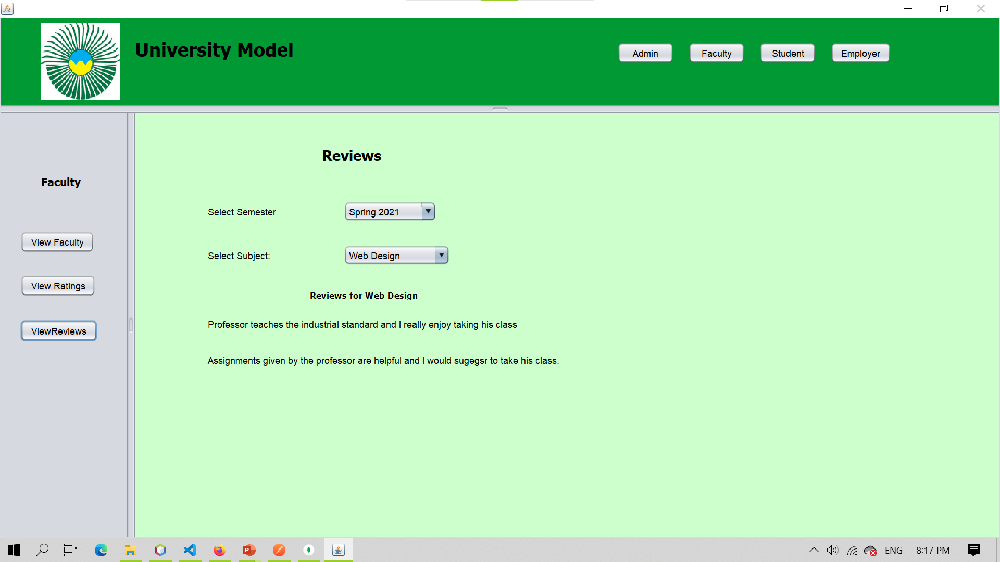 University Model
Admin
Faculty
Student
Employer
Faculty
View Faculty
View Ratings
ViewReviews
Reviews
Select Semester
Spring 2021
Select Subject:
Web Design
Reviews for Web Design
Professor teaches the industrial standard and I really enjoy taking his class
Assignments given by the professor are helpful and I would sugegsr to take his class.
ENG
8:17 PM